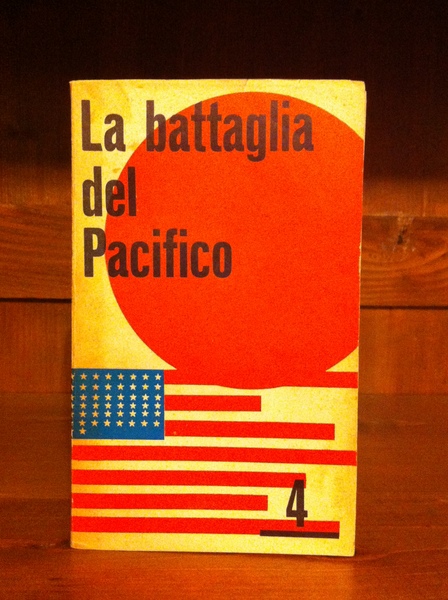 La battaglia
del
Pacifico
4